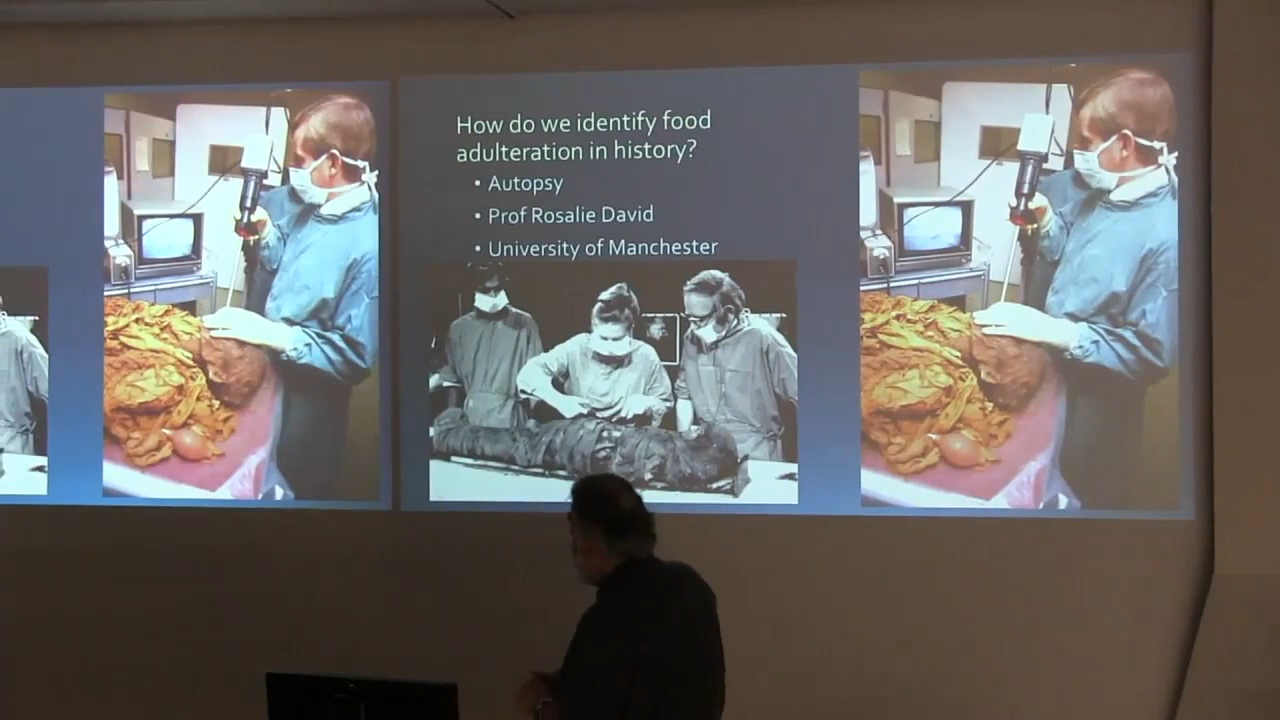 How do we identify food
adulteration in history?
• Autopsy
• Prof Rosalie David
• University of Manchester